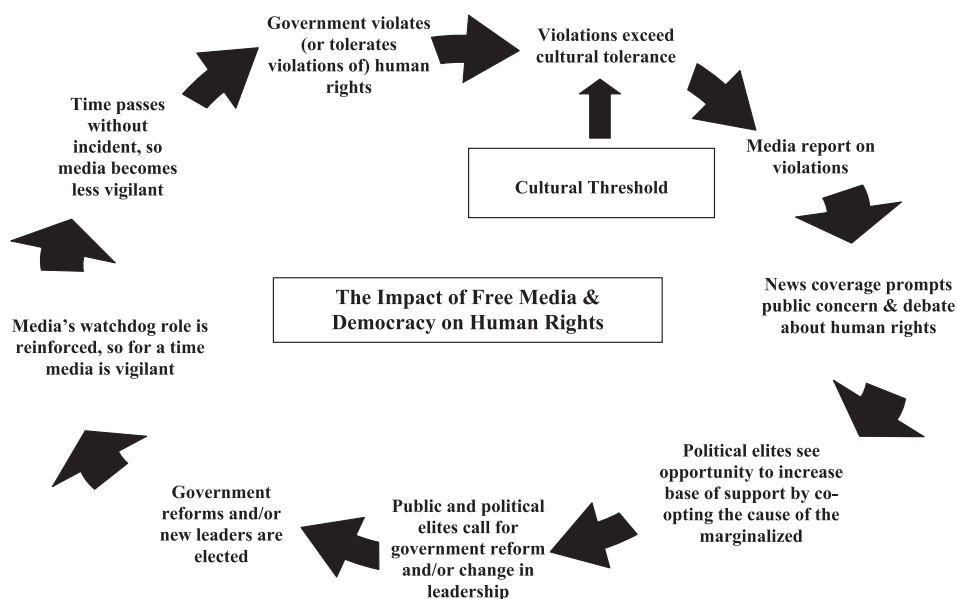 Government violates
(or tolerates
violations of) human
rights
Violations exceed
cultural tolerance
Media report on
violations
Cultural Threshold
News coverage prompts
public concern & debate
about human rights
Political elites see
opportunity to increase
base of support by co-
opting the cause of the
marginalized
Public and political
elites call for
government reform
and/or change in
leadership
Government
reforms and/or
new leaders are
elected
Media's watchdog role is
reinforced, so for a time
media is vigilant
Time passes
without
incident, so
media becomes
less vigilant
The Impact of Free Media &
Democracy on Human Rights